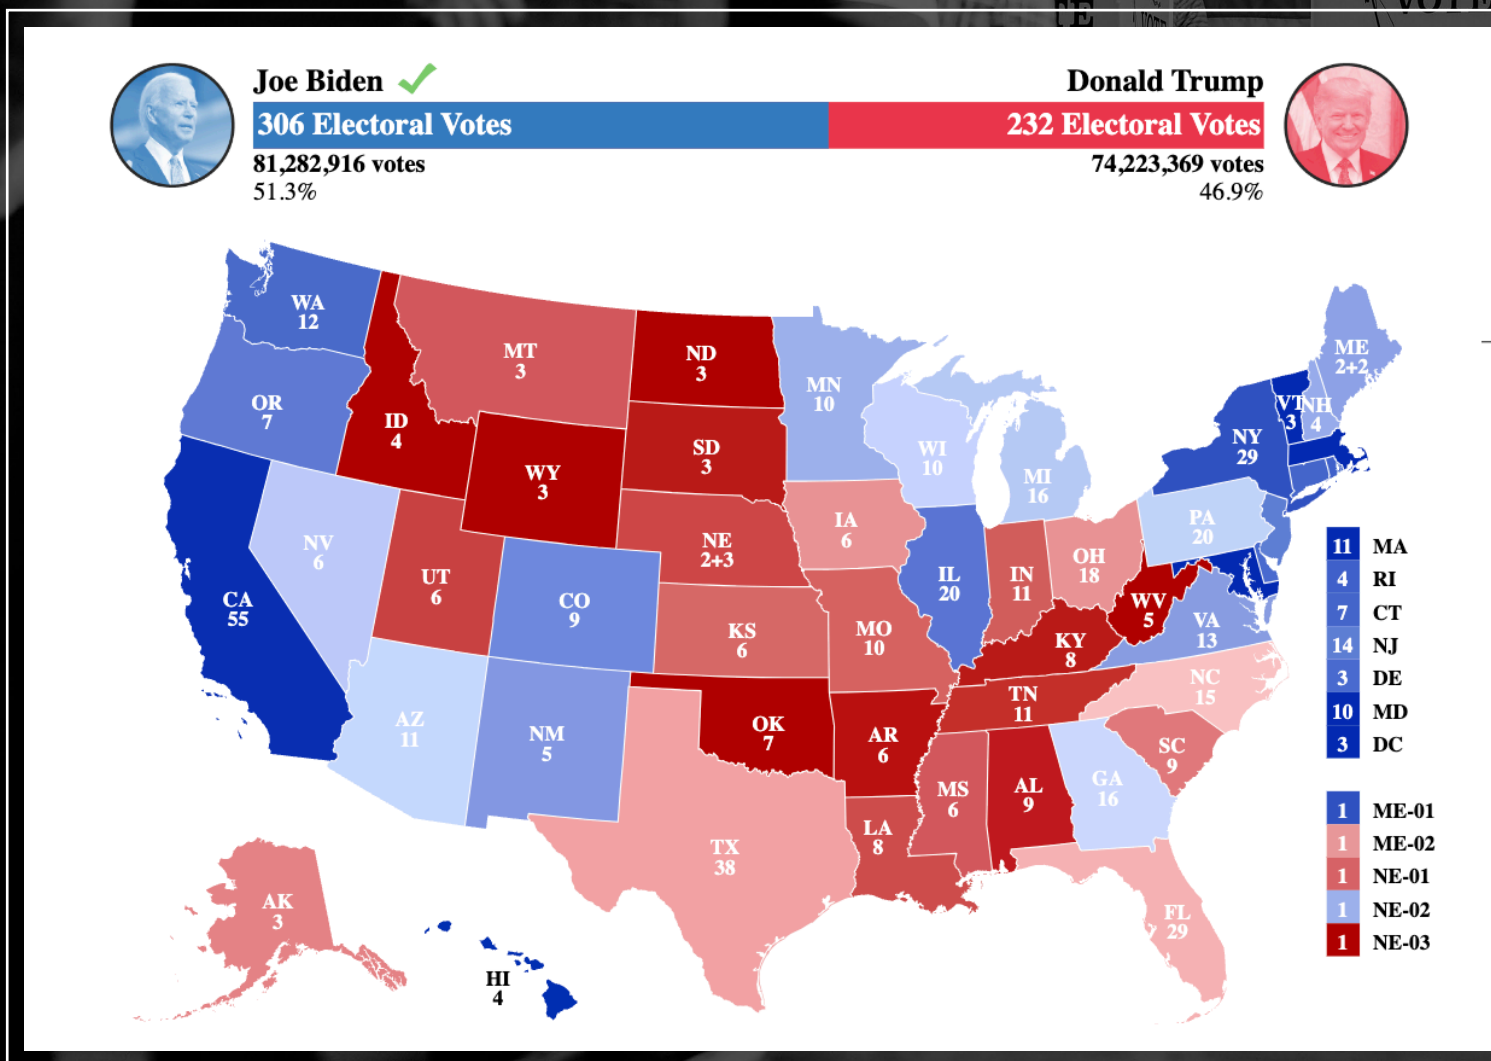 TE
VOTE
VOTE
Joe Biden
Donald Trump
306 Electoral Votes
232 Electoral Votes
81,282,916 votes
74,223,369 votes
51.3%
46.9%
WA
12
OR
7
ID
4
MT
3
ND
3
MN
10
ME
2+2
VT
3
NH
4
NY
29
WI
10
MI
16
SD
3
WY
3
NV
6
CA
55
UT
6
CO
9
NE
2+3
IA
6
IL
20
IN
11
OH
18
PA
20
WV
5
VA
13
KS
6
MO
10
KY
8
NC
15
TN
11
AZ
11
NM
5
OK
7
AR
6
SC
9
MS
6
AL
9
GA
16
TX
38
LA
8
FL
29
AK
3
HI
4
11 MA
4 RI
7 CT
14 NJ
3 DE
10 MD
3 DC
1 ME-01
1 ME-02
1 NE-01
1 NE-02
1 NE-03